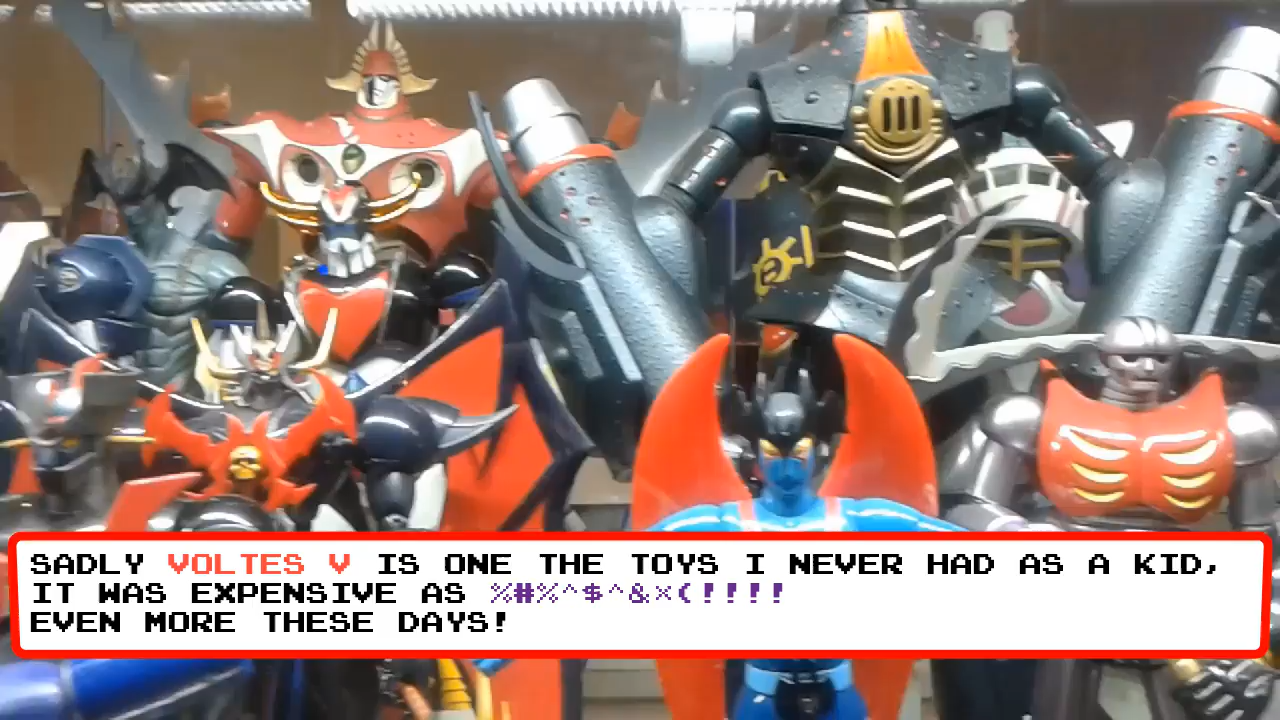 SADLY VOLTES V IS ONE THE TOYS I NEVER HAD AS A KID,
IT WAS EXPENSIVE AS %#%^$^&×(!!!!
EVEN MORE THESE DAYS!